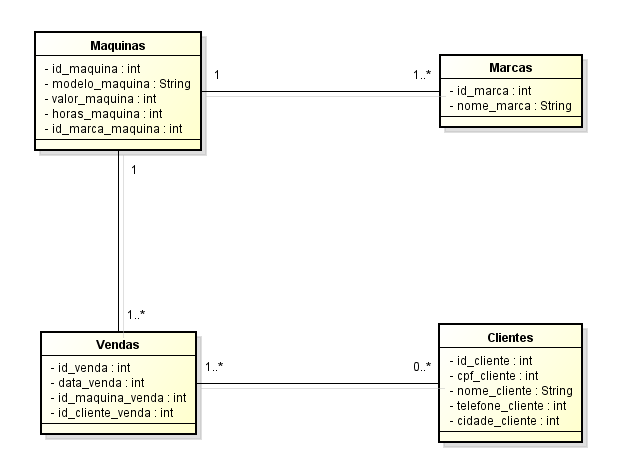 Maquinas
- id_maquina : int
- modelo_maquina : String
- valor_maquina : int
- horas_maquina : int
- id_marca_maquina : int
1
1..*
Marcas
- id_marca : int
- nome_marca : String
1
1..*
Vendas
- id_venda : int
- data_venda : int
- id_maquina_venda : int
- id_cliente_venda : int
1..*
0..*
Clientes
- id_cliente : int
- cpf_cliente : int
- nome_cliente : String
- telefone_cliente : int
- cidade_cliente : int